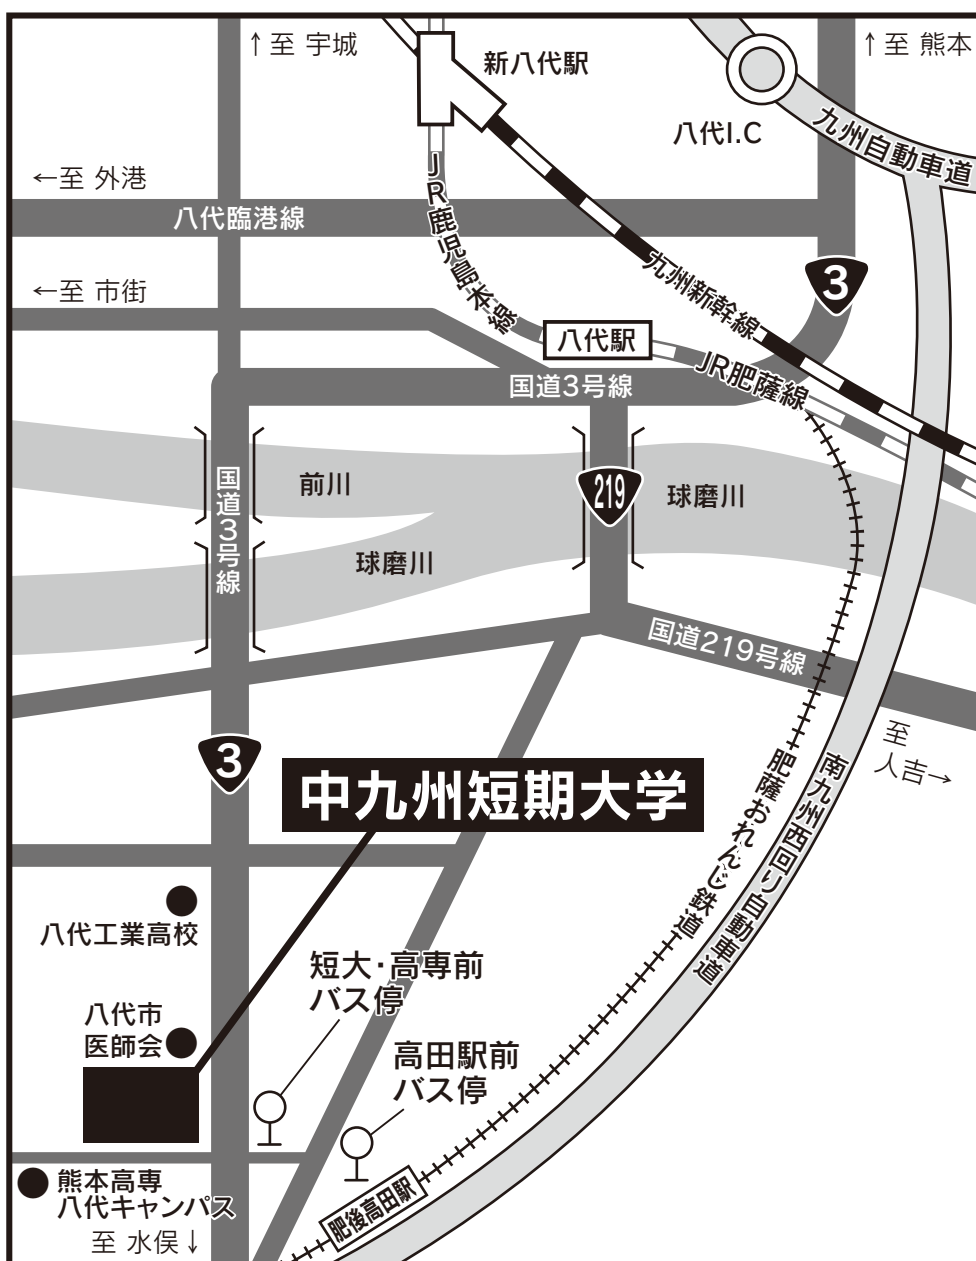 ↑至 宇城
新八代駅
↑至 熊本
八代I.C
九州自動車道
←至 外港
八代臨港線
JR鹿児島本線
←至 市街
九州新幹線
3
八代駅
JR肥薩線
国道3号線
国道3号線
前川
219
球磨川
球磨川
国道219号線
3
至
人吉→
中九州短期大学
肥薩おれんじ鉄道
南九州西回り自動車道
八代工業高校
短大・高専前
バス停
八代市
医師会
高田駅前
バス停
熊本高専
八代キャンパス
肥後高田駅
至 水俣↓